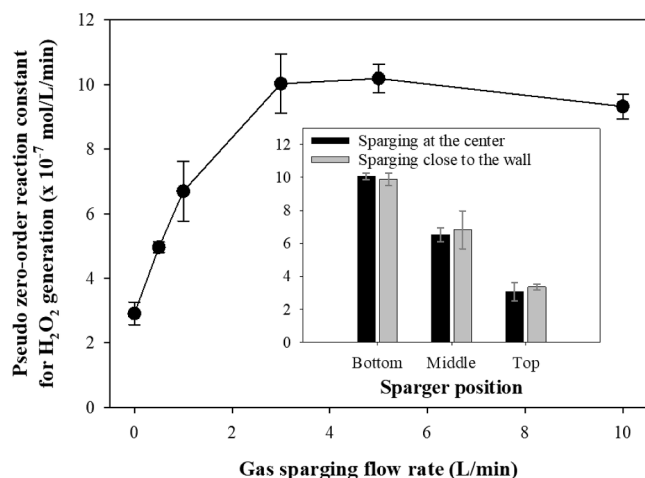 Pseudo zero-order reaction constant
for H₂O₂ generation (x 10⁻⁷ mol/L/min)
12
10
8
6
4
2
0
0
2
4
6
8
10
Gas sparging flow rate (L/min)
Sparging at the center
Sparging close to the wall
10
8
6
4
2
0
Bottom
Middle
Top
Sparger position